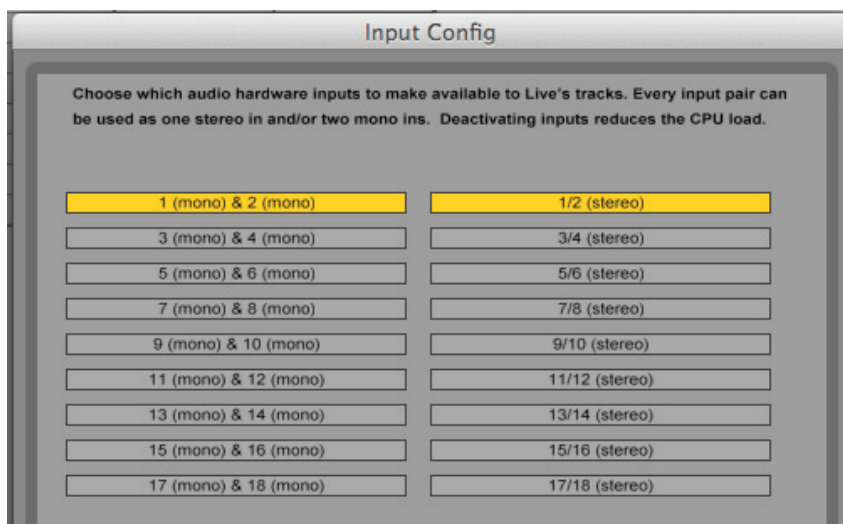 Input Config
Choose which audio hardware inputs to make available to Live's tracks. Every input pair can
be used as one stereo in and/or two mono ins.  Deactivating inputs reduces the CPU load.
1 (mono) & 2 (mono) 1/2 (stereo)
3 (mono) & 4 (mono) 3/4 (stereo)
5 (mono) & 6 (mono) 5/6 (stereo)
7 (mono) & 8 (mono) 7/8 (stereo)
9 (mono) & 10 (mono) 9/10 (stereo)
11 (mono) & 12 (mono) 11/12 (stereo)
13 (mono) & 14 (mono) 13/14 (stereo)
15 (mono) & 16 (mono) 15/16 (stereo)
17 (mono) & 18 (mono) 17/18 (stereo)